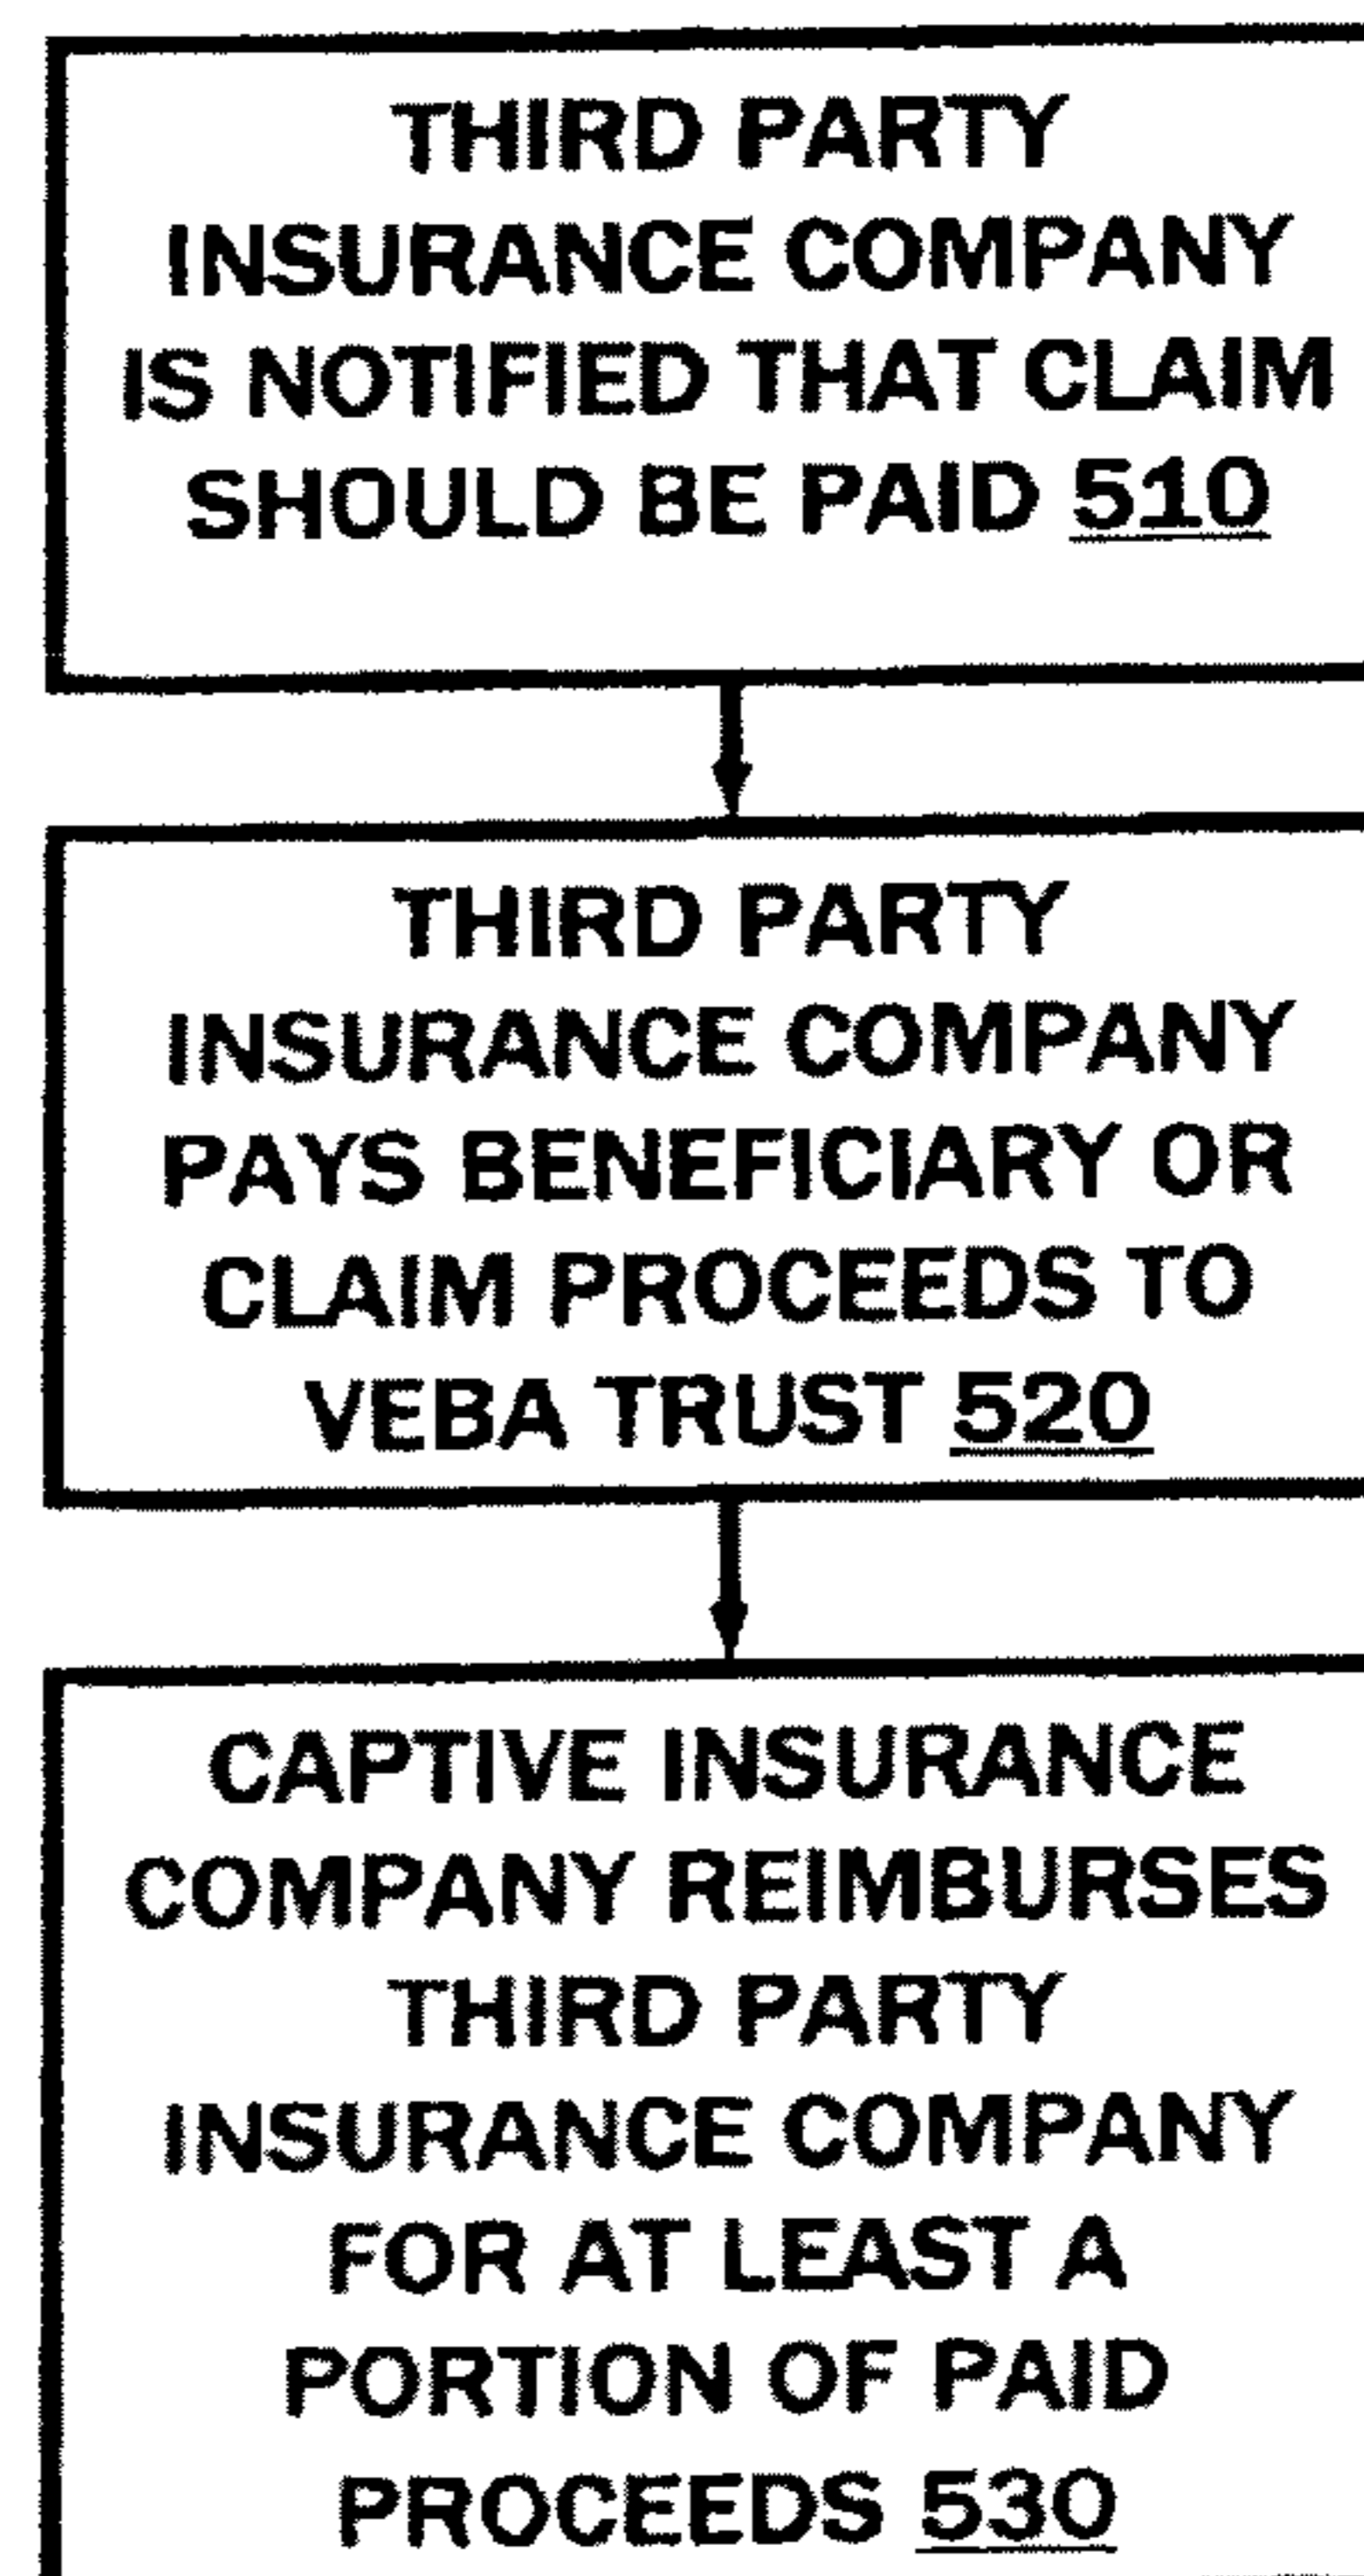 THIRD PARTY
INSURANCE COMPANY
IS NOTIFIED THAT CLAIM
SHOULD BE PAID 510
THIRD PARTY
INSURANCE COMPANY
PAYS BENEFICIARY OR
CLAIM PROCEEDS TO
VEBA TRUST 520
CAPTIVE INSURANCE
COMPANY REIMBURSES
THIRD PARTY
INSURANCE COMPANY
FOR AT LEAST A
PORTION OF PAID
PROCEEDS 530